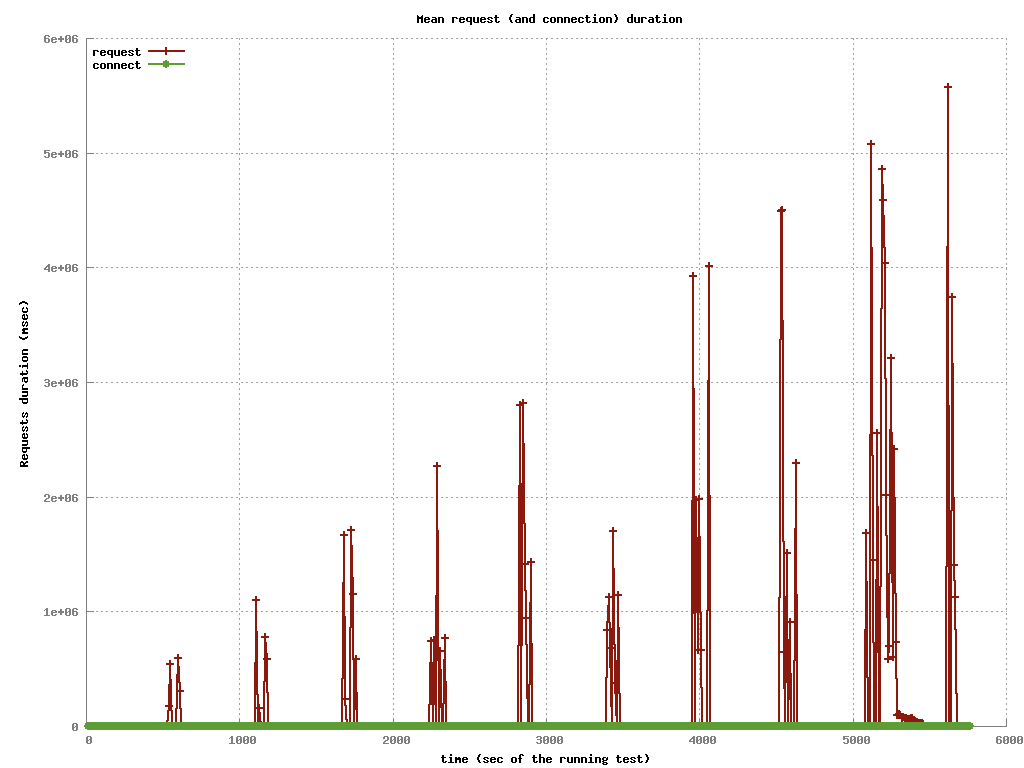 Mean request (and connection) duration
6e+06
request
connect
5e+06
4e+06
3e+06
2e+06
1e+06
0
Requests duration (msec)
0 1000 2000 3000 4000 5000 6000
time (sec of the running test)